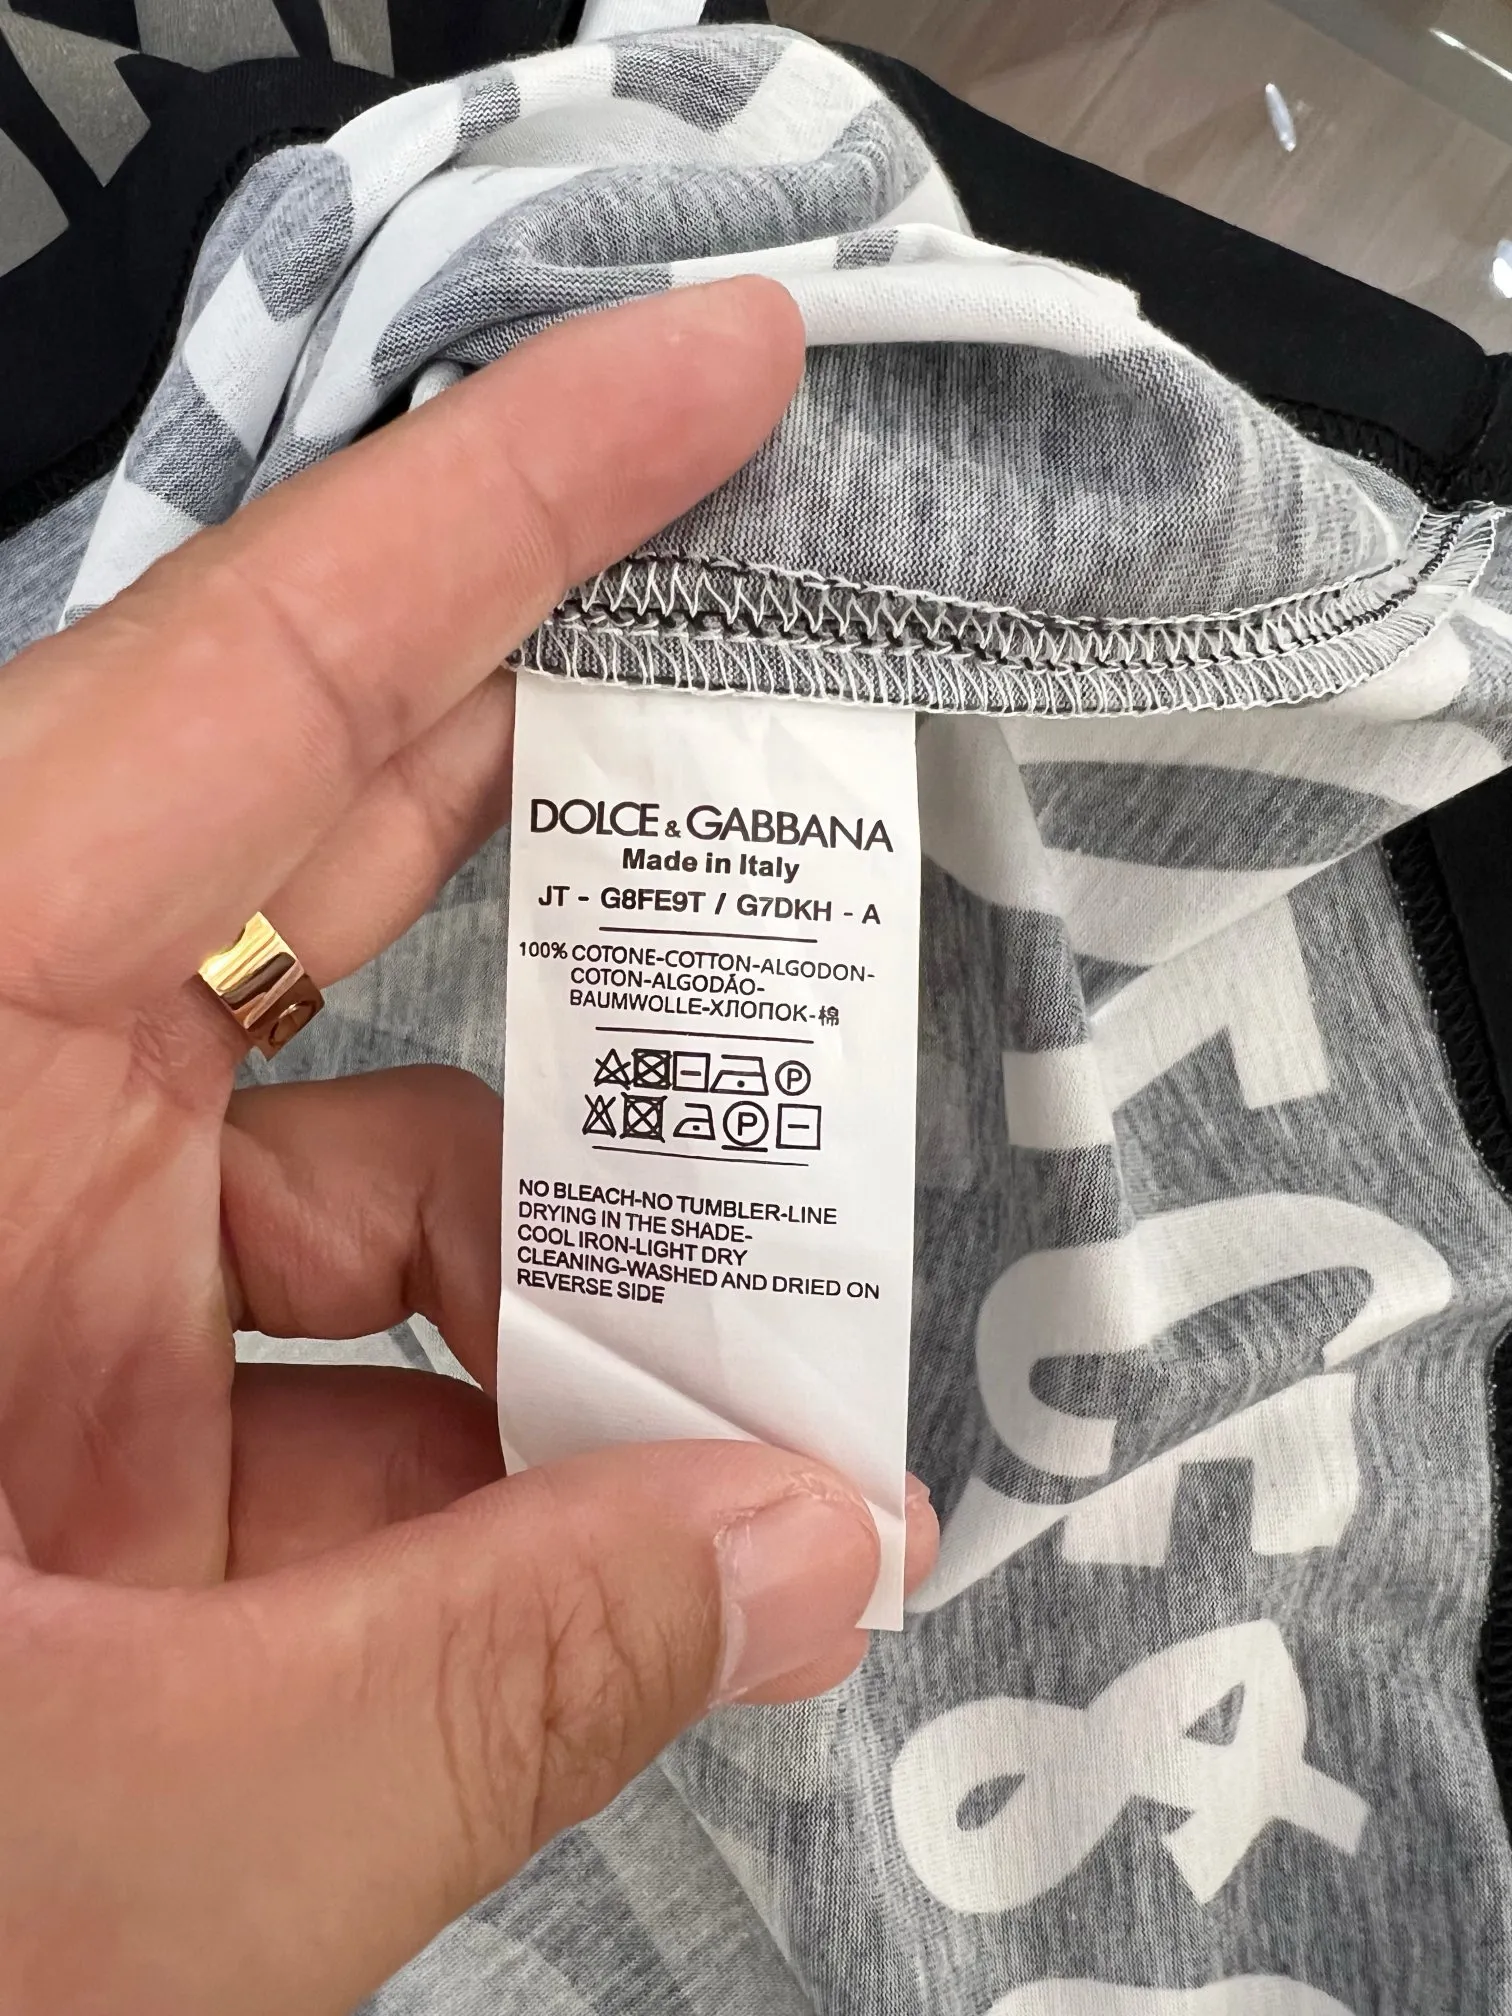 DOLCE & GABBANA
Made in Italy
JT - G8FE9T / G7DKH - A
100% COTONE-COTTON-ALGODON-
COTON-ALGODÃO-
BAUMWOLLE-ХЛОПОК-棉
P
P
NO BLEACH-NO TUMBLER-LINE
DRYING IN THE SHADE-
COOL IRON-LIGHT DRY
CLEANING-WASHED AND DRIED ON
REVERSE SIDE
&